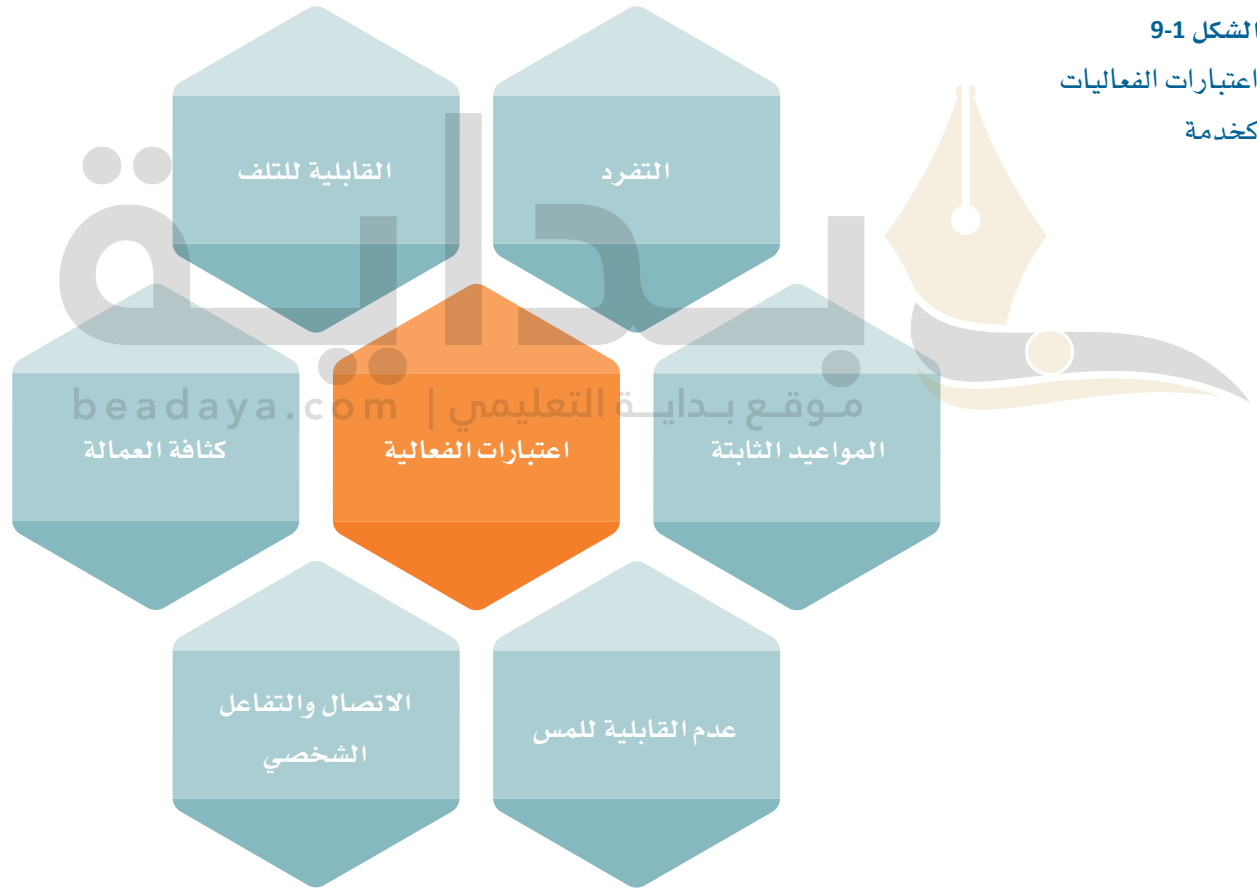 الشكل 1-9
اعتبارات الفعاليات
كخدمة
التفرد
القابلية للتلف
المواعيد الثابتة
اعتبارات الفعالية
كثافة العمالة
عدم القابلية للمس
الاتصال والتفاعل
الشخصي
بداية
موقع بداية التعليمي | beadaya.com